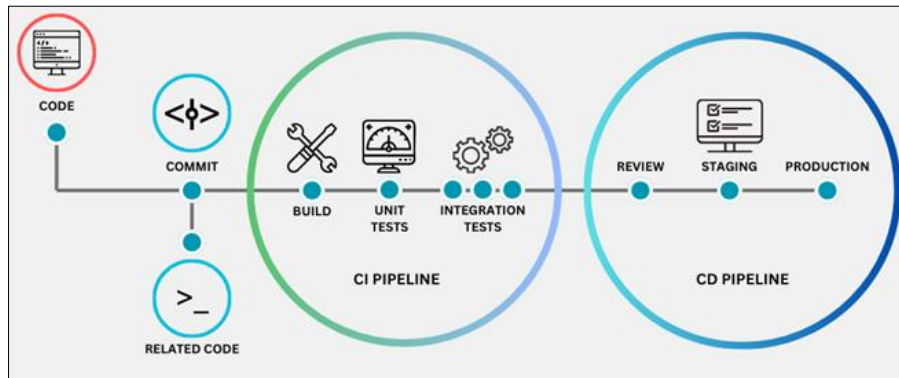 CODE
COMMIT
RELATED CODE
>_
BUILD
UNIT
TESTS
INTEGRATION
TESTS
CI PIPELINE
REVIEW
STAGING
PRODUCTION
CD PIPELINE